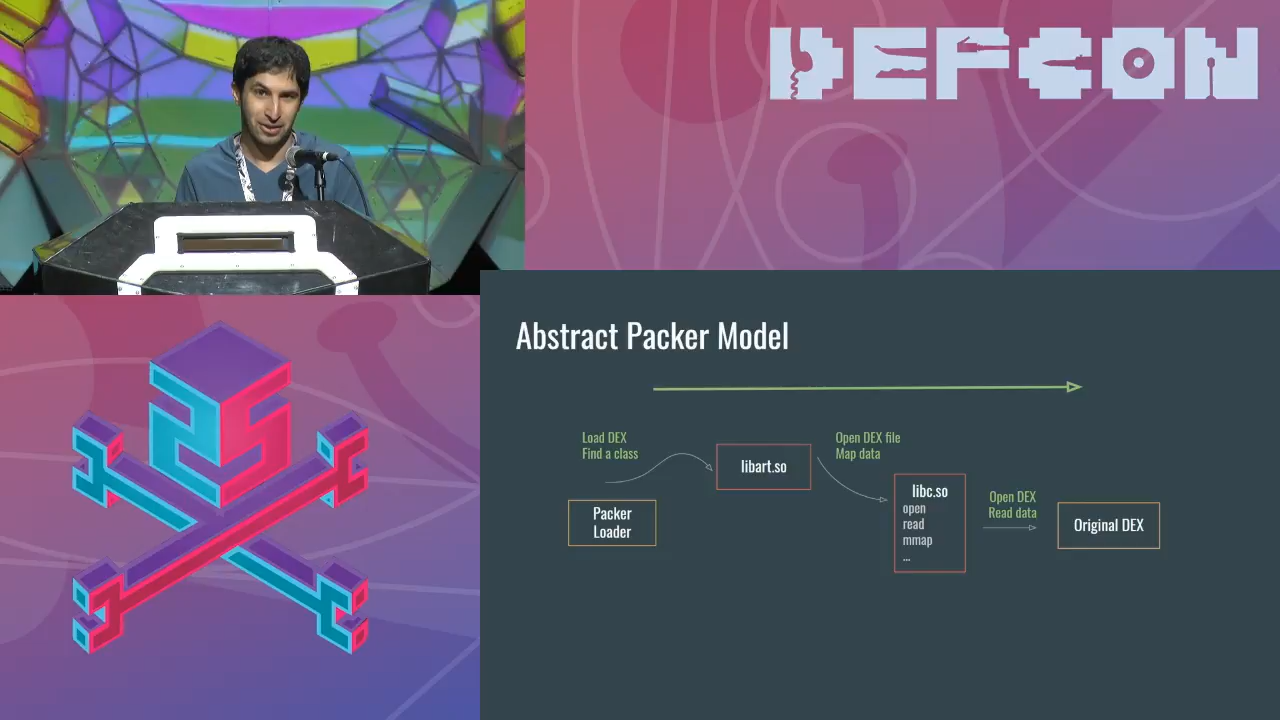 DEFCON
Abstract Packer Model
Load DEX
Find a class
libart.so
Open DEX file
Map data
Packer
Loader
libc.so
open
read
mmap
...
Open DEX
Read data
Original DEX
25